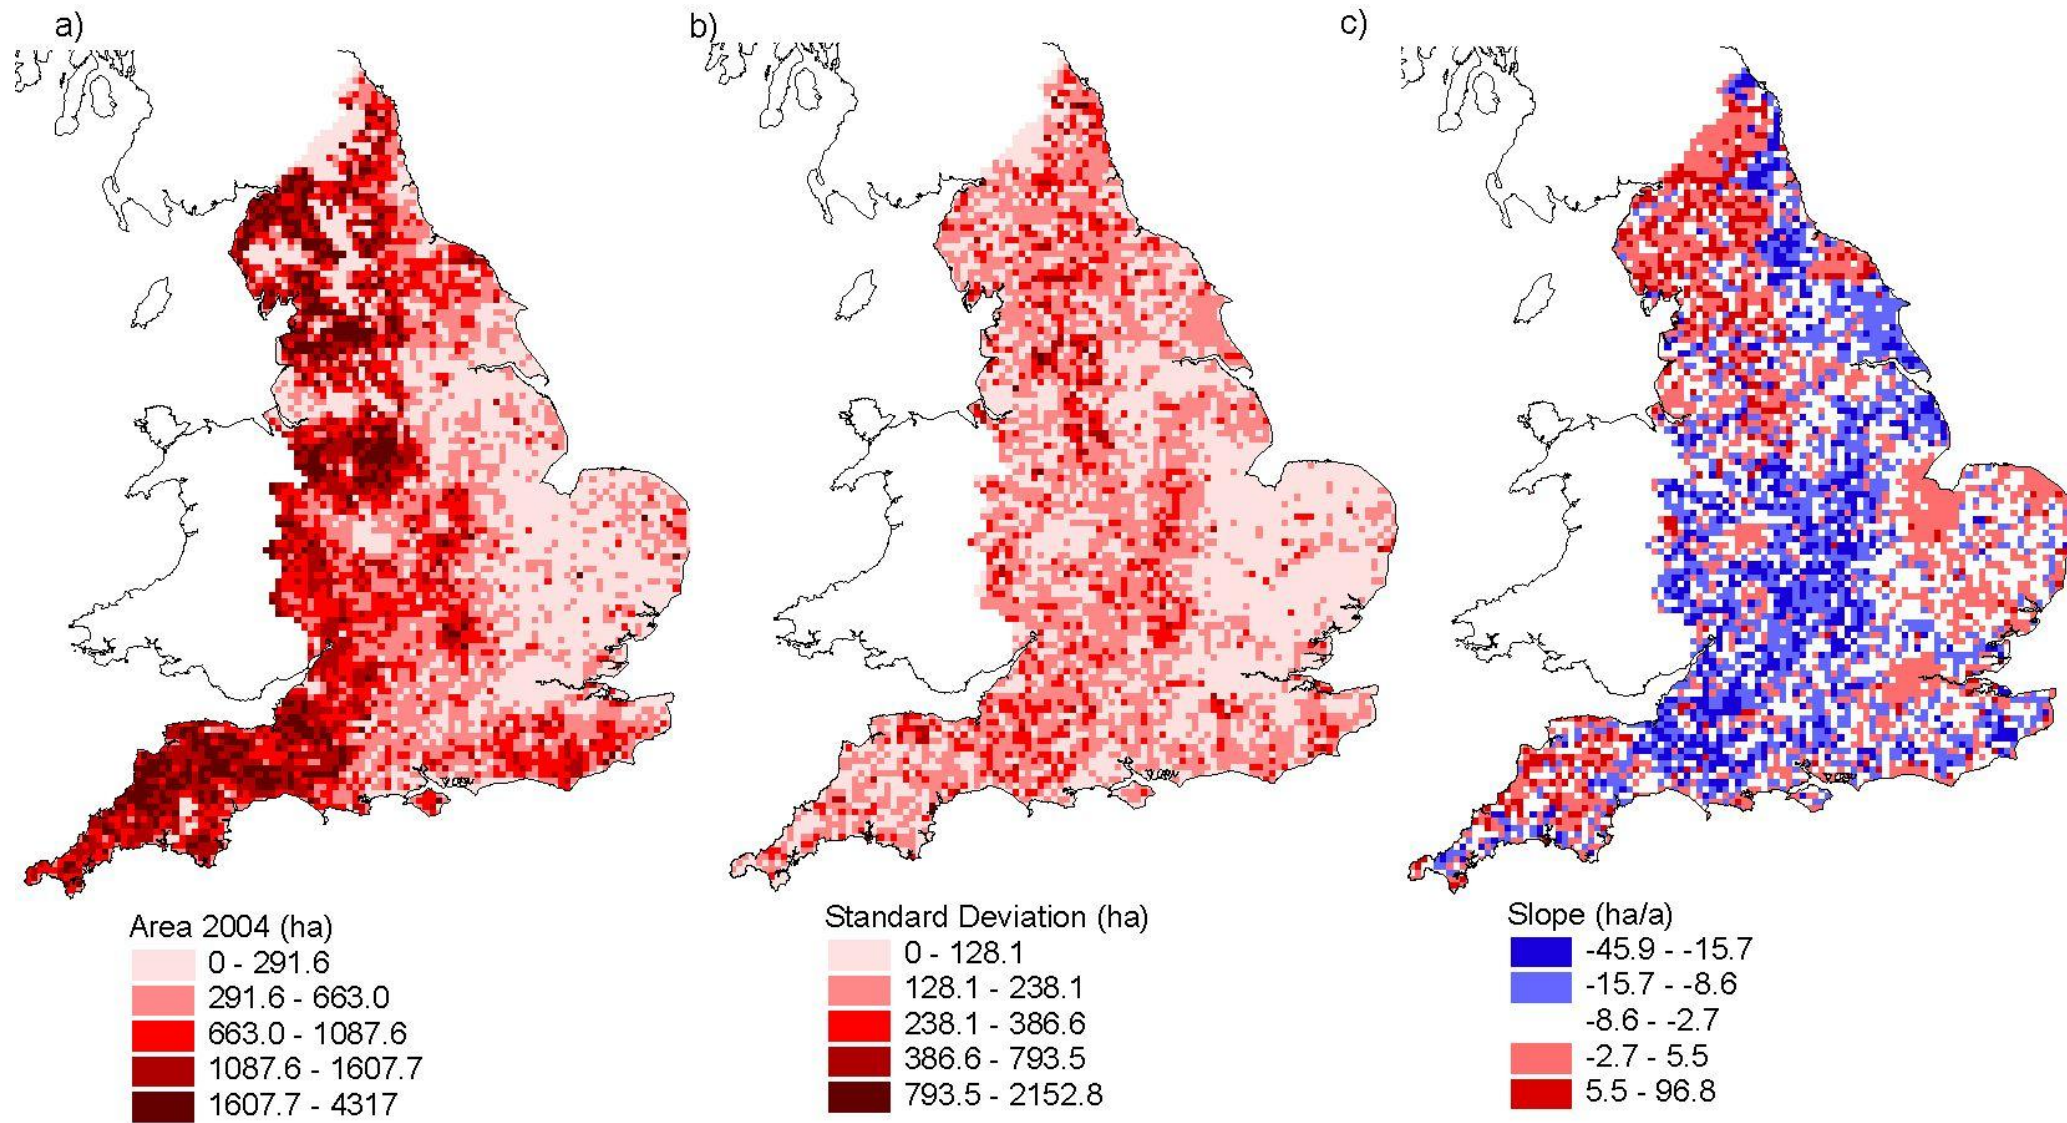 a)
b)
c)
Area 2004 (ha)
0 - 291.6
291.6 - 663.0
663.0 - 1087.6
1087.6 - 1607.7
1607.7 - 4317
Standard Deviation (ha)
0 - 128.1
128.1 - 238.1
238.1 - 386.6
386.6 - 793.5
793.5 - 2152.8
Slope (ha/a)
-45.9 - -15.7
-15.7 - -8.6
-8.6 - -2.7
-2.7 - 5.5
5.5 - 96.8